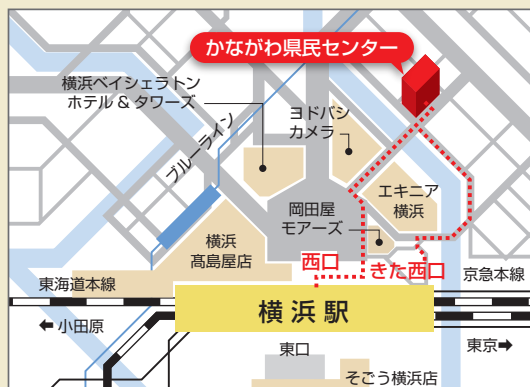 かながわ県民センター
横浜ベイシェラトン
ホテル & タワーズ
ブルーライン
ヨドバシ
カメラ
エキニア
横浜
岡田屋
モアーズ
横浜
髙島屋店
西口
きた西口
東海道本線
京急本線
横浜駅
←小田原
東京➡
東口
そごう横浜店